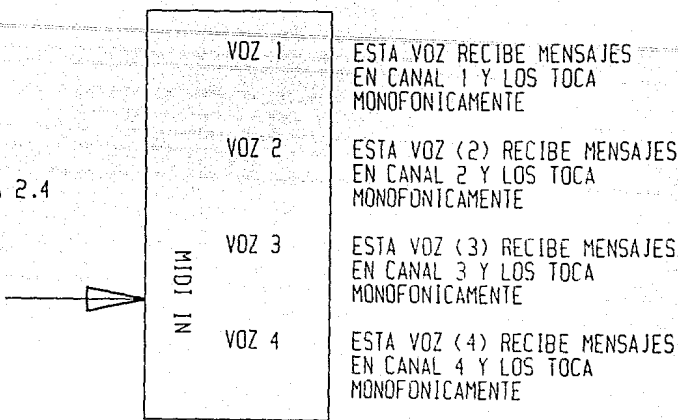 VOZ 1
ESTA VOZ RECIBE MENSAJES
EN CANAL 1 Y LOS TOCA
MONOFONICAMENTE
VOZ 2
ESTA VOZ (2) RECIBE MENSAJES
EN CANAL 2 Y LOS TOCA
MONOFONICAMENTE
2.4
VOZ 3
ESTA VOZ (3) RECIBE MENSAJES
EN CANAL 3 Y LOS TOCA
MONOFONICAMENTE
MIDI IN
VOZ 4
ESTA VOZ (4) RECIBE MENSAJES
EN CANAL 4 Y LOS TOCA
MONOFONICAMENTE